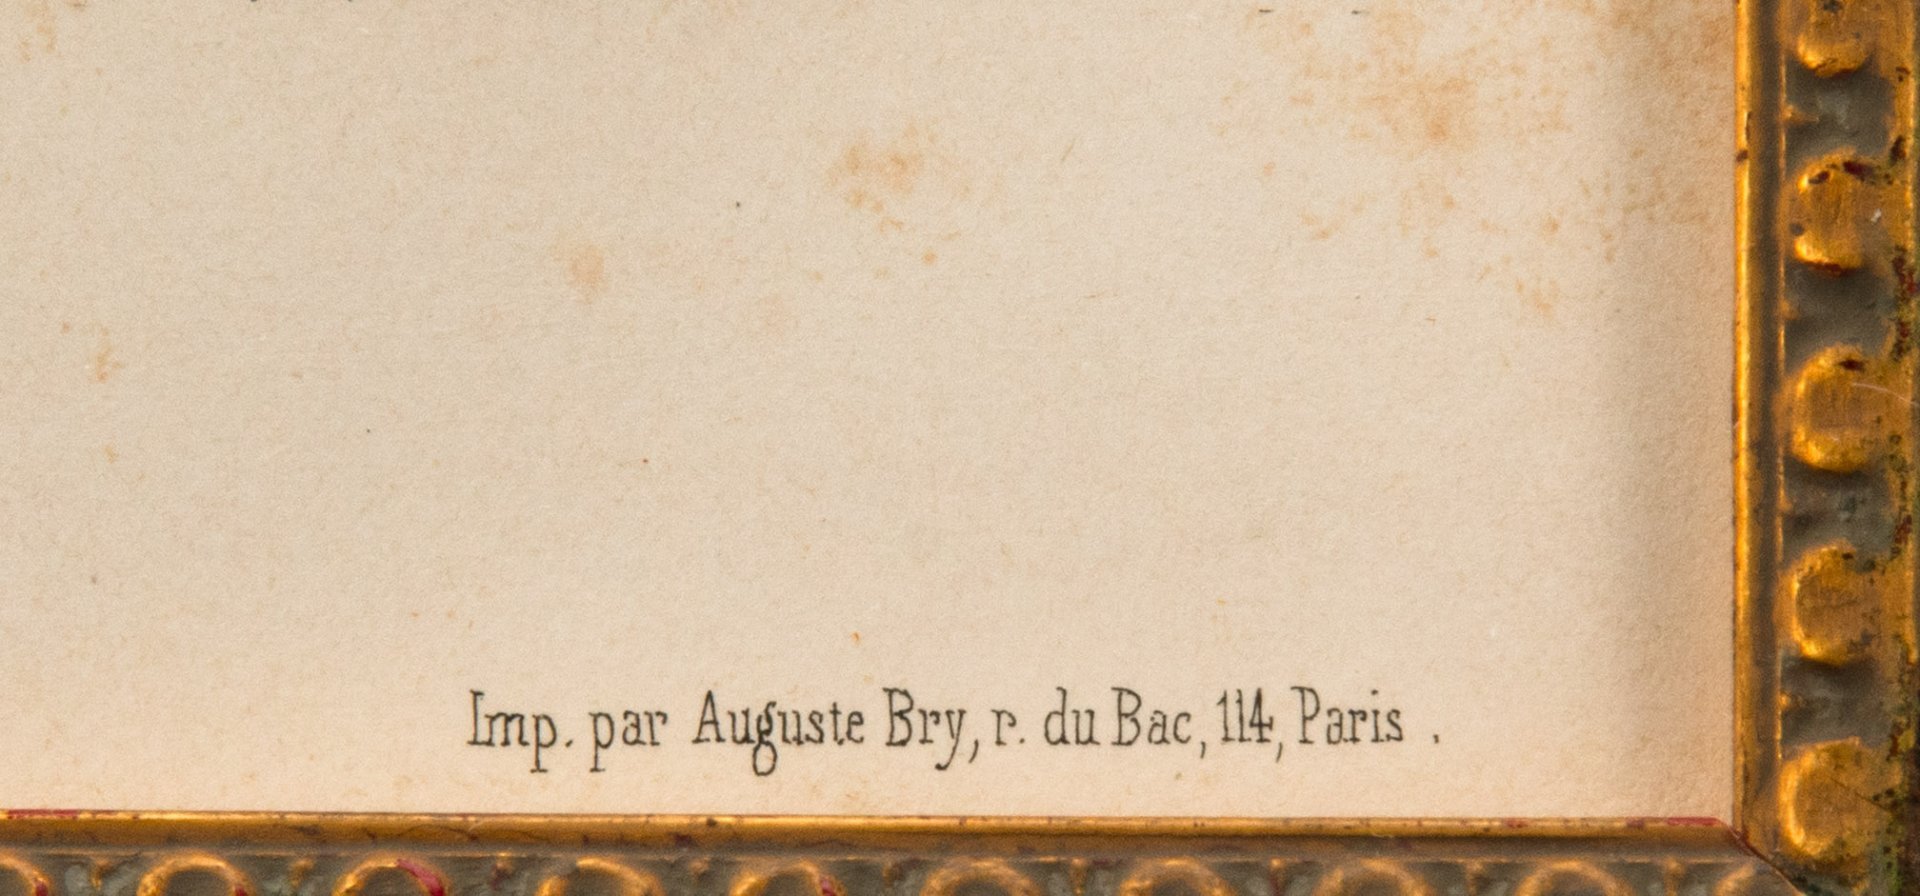 Imp. par Auguste Bry, r. du Bac, 114, Paris .